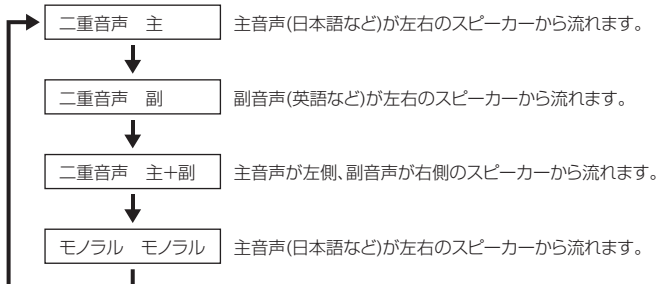 二重音声　主　主音声(日本語など)が左右のスピーカーから流れます。
二重音声　副　副音声(英語など)が左右のスピーカーから流れます。
二重音声　主+副　主音声が左側、副音声が右側のスピーカーから流れます。
モノラル　モノラル　主音声(日本語など)が左右のスピーカーから流れます。